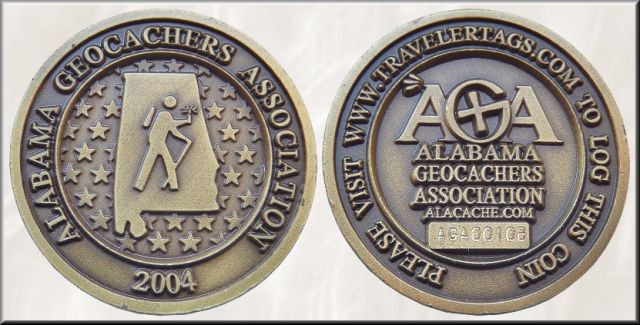 ALABAMA GEOCACHERS ASSOCIATION
2004
PLEASE VISIT WWW.TRAVELERTAGS.COM TO LOG THIS COIN
AGA
ALABAMA
GEOCACHERS
ASSOCIATION
ALACACHE.COM
AGA00108